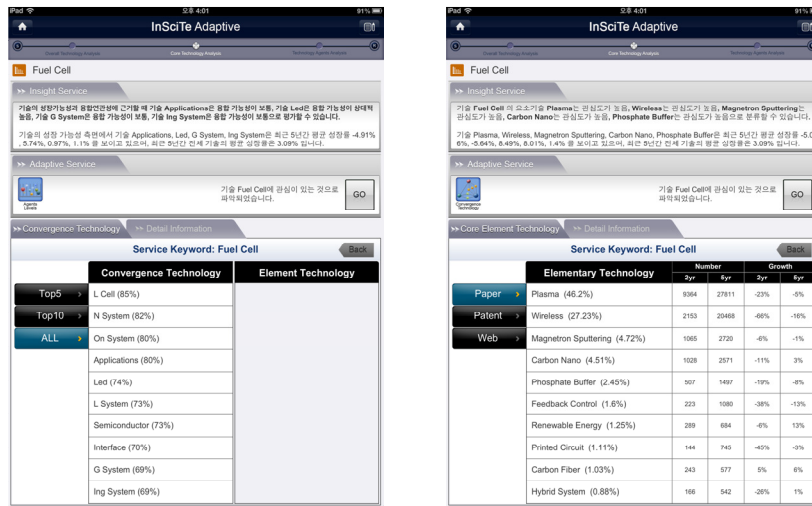 iPad
오후 4:01
91%
InSciTe Adaptive
Overall Technology Analysis
Core Technology Analysis
Technology Agents Analysis
Fuel Cell
>> Insight Service
기술의 성장가능성과 융합연관성에 근거할 때 기술 Applications은 융합 가능성이 보통, 기술 Led은 융합 가능성이 상대적
높음, 기술 G System은 융합 가능성이 보통, 기술 Ing System은 융합 가능성이 보통으로 평가할 수 있습니다.
기술의 성장 가능성 측면에서 기술 Applications, Led, G System, Ing System은 최근 5년간 평균 성장률 -4.91%
, 5.74%, 0.97%, 1.1% 를 보이고 있으며, 최근 5년간 전체 기술의 평균 성장률은 3.09% 입니다.
>> Adaptive Service
Agents
Levels
기술 Fuel Cell에 관심이 있는 것으로
파악되었습니다.
GO
>> Convergence Technology >> Detail Information
Service Keyword: Fuel Cell
Back
Convergence Technology Element Technology
Top5 >
Top10 >
ALL >
L Cell (85%)
N System (82%)
On System (80%)
Applications (80%)
Led (74%)
L System (73%)
Semiconductor (73%)
Interface (70%)
G System (69%)
Ing System (69%)
iPad
오후 4:01
91%
InSciTe Adaptive
Overall Technology Analysis
Core Technology Analysis
Technology Agents Analysis
Fuel Cell
>> Insight Service
기술 Fuel Cell 의 요소기술 Plasma는 관심도가 높음, Wireless는 관심도가 높음, Magnetron Sputtering는
관심도가 높음, Carbon Nano는 관심도가 높음, Phosphate Buffer는 관심도가 높음으로 분류할 수 있습니다.
기술 Plasma, Wireless, Magnetron Sputtering, Carbon Nano, Phosphate Buffer은 최근 5년간 평균 성장률 -5.0
6%, -5.64%, 8.49%, 8.01%, 1.4% 를 보이고 있으며, 최근 5년간 전체 기술의 평균 성장률은 3.09% 입니다.
>> Adaptive Service
Convergence
Technology
기술 Fuel Cell에 관심이 있는 것으로
파악되었습니다.
GO
>> Core Element Technology >> Detail Information
Service Keyword: Fuel Cell
Back
Elementary Technology Number Growth
2yr 6yr 2yr 6yr
Paper >
Patent >
Web >
Plasma (46.2%) 9364 27811 -23% -5%
Wireless (27.23%) 2153 20468 -66% -16%
Magnetron Sputtering (4.72%) 1065 2720 -6% -1%
Carbon Nano (4.51%) 1028 2571 -11% 3%
Phosphate Buffer (2.45%) 507 1497 -19% -8%
Feedback Control (1.6%) 223 1080 -38% -13%
Renewable Energy (1.25%) 289 684 -6% 13%
Printed Circuit (1.11%) 144 743 -43% -3%
Carbon Fiber (1.03%) 243 577 5% 6%
Hybrid System (0.88%) 166 542 -26% 1%